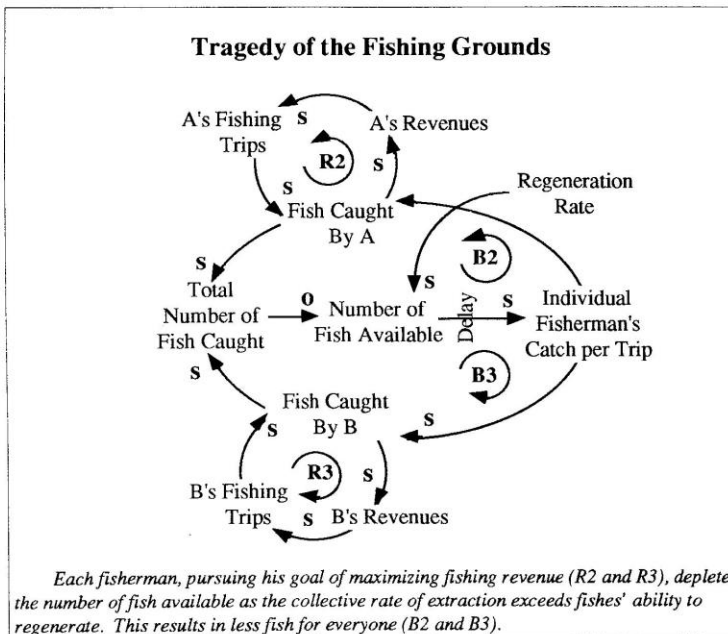 Tragedy of the Fishing Grounds
A's Fishing
Trips
s
A's Revenues
R2
s
s
Fish Caught
By A
Regeneration
Rate
B2
s
s
Total
Number of
Fish Caught
o
Number of
Fish Available
Delay
s
Individual
Fisherman's
Catch per Trip
s
B3
Fish Caught
By B
s
s
R3
s
B's Fishing
Trips
s
B's Revenues
Each fisherman, pursuing his goal of maximizing fishing revenue (R2 and R3), deplete
the number of fish available as the collective rate of extraction exceeds fishes' ability to
regenerate. This results in less fish for everyone (B2 and B3).